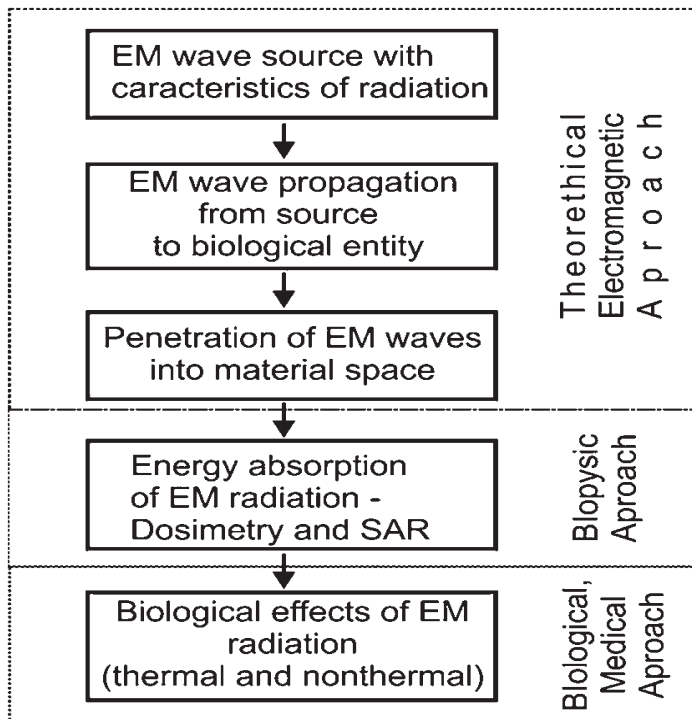 EM wave source with
caracteristics of radiation
EM wave propagation
from source
to biological entity
Penetration of EM waves
into material space
Theorethical
Electromagnetic
Aproach
Energy absorption
of EM radiation -
Dosimetry and SAR
Blopysic
Aproach
Biological effects of EM
radiation
(thermal and nonthermal)
Blological,
Medical
Aproach